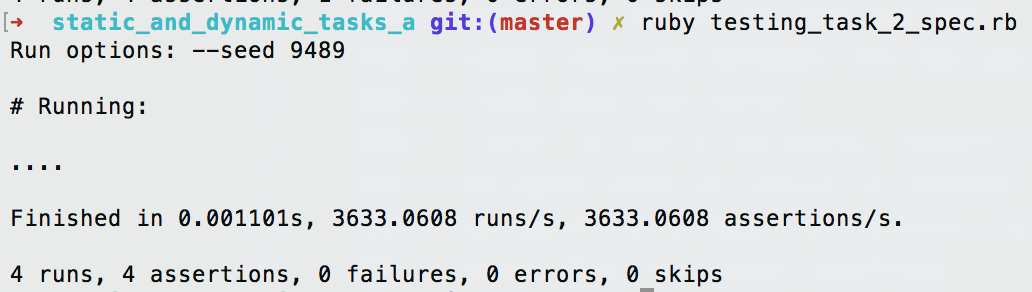 → static_and_dynamic_tasks_a git:(master) ✗ ruby testing_task_2_spec.rb
Run options: --seed 9489
# Running:
....
Finished in 0.001101s, 3633.0608 runs/s, 3633.0608 assertions/s.
4 runs, 4 assertions, 0 failures, 0 errors, 0 skips